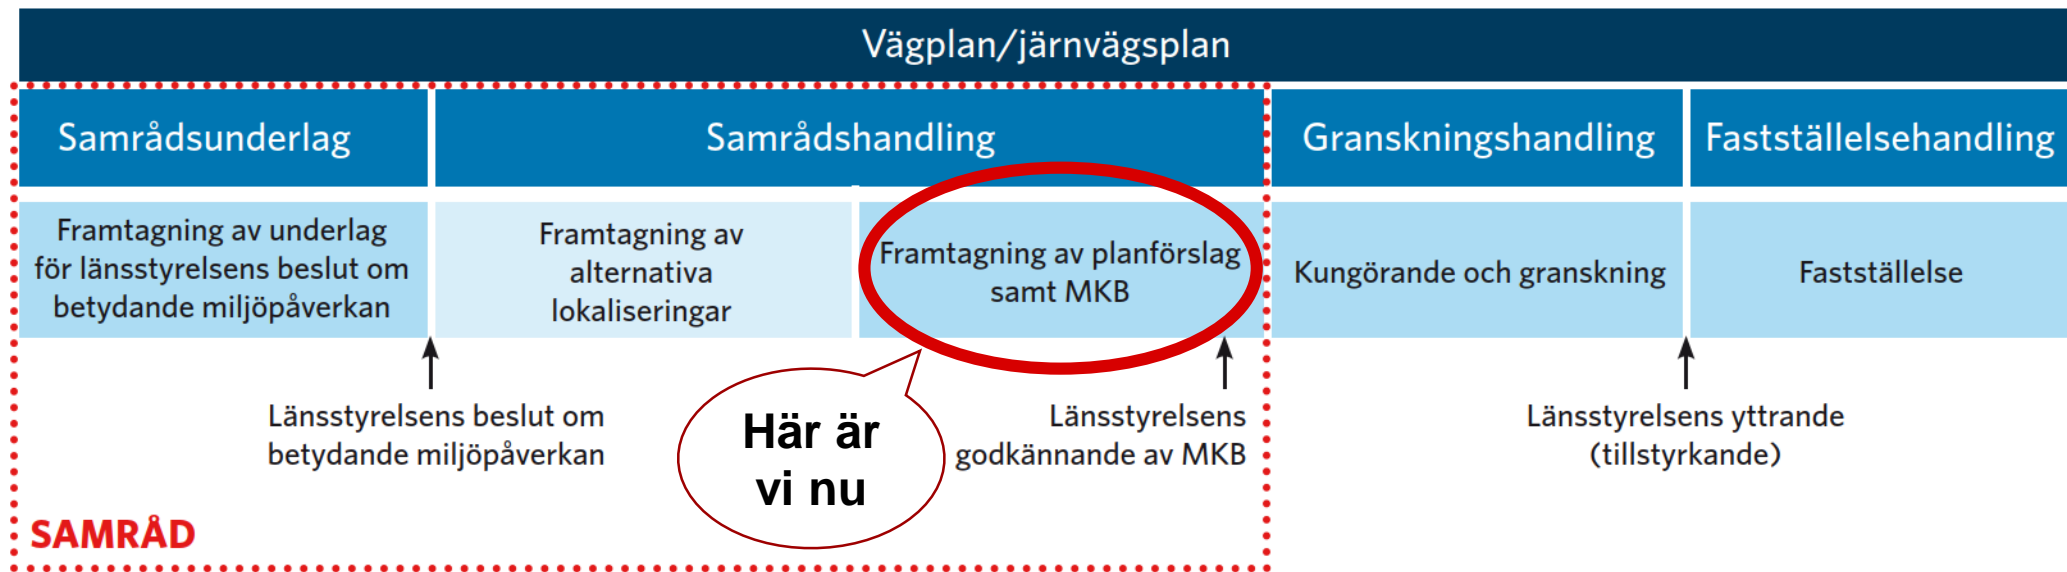 Vägplan/järnvägsplan
Samrådsunderlag
Samrådshandling
Granskningshandling
Fastställelsehandling
Framtagning av underlag
för länsstyrelsens beslut om
betydande miljöpåverkan
Framtagning av
alternativa
lokaliseringar
Framtagning av planförslag
samt MKB
Kungörande och granskning
Fastställelse
Länsstyrelsens beslut om
betydande miljöpåverkan
Här är
vi nu
Länsstyrelsens
godkännande av MKB
Länsstyrelsens yttrande
(tillstyrkande)
SAMRÅD